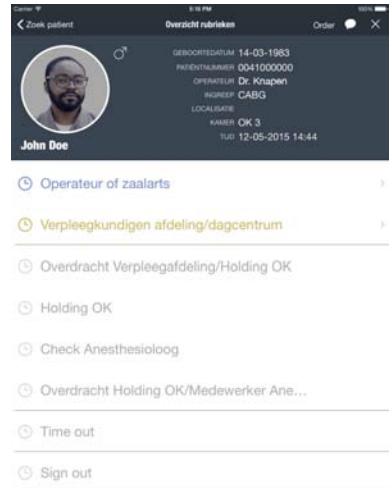 Carrier 5:16 PM 100%
Zoek patient Overzicht rubrieken Order
GEBOORTEDATUM 14-03-1983
PATIËNTNUMMER 0041000000
OPERATEUR Dr. Knapen
INGREEP CABG
LOCALISATIE
KAMER OK 3
TIJD 12-05-2015 14:44
John Doe
Operateur of zaalarts
Verpleegkundigen afdeling/dagcentrum
Overdracht Verpleegafdeling/Holding OK
Holding OK
Check Anesthesioloog
Overdracht Holding OK/Medewerker Ane...
Time out
Sign out